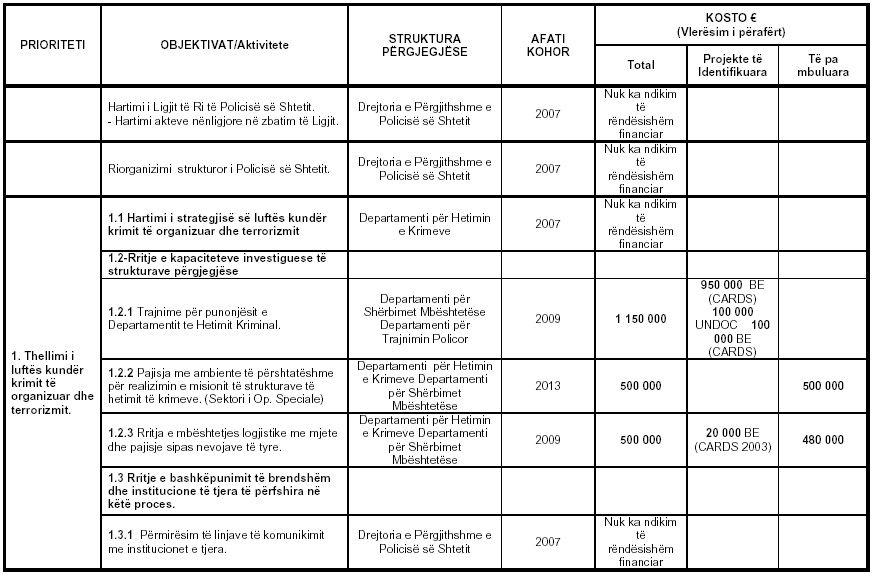 PRIORITETI
OBJEKTIVAT/Aktivitete
STRUKTURA
PËRGJEGJËSE
AFATI
KOHOR
KOSTO €
(Vlerësim i përafërt)
Total
Projekte të
Identifikuara
Të pa
mbuluara
Hartimi i Ligjit të Ri të Policisë së Shtetit.
- Hartimi akteve nënligjore në zbatim të Ligjit.
Drejtoria e Përgjithshme e
Policisë së Shtetit
2007
Nuk ka ndikim
të
rëndësishëm
financiar
Riorganizimi strukturor i Policisë së Shtetit.
Drejtoria e Përgjithshme e
Policisë së Shtetit
2007
Nuk ka ndikim
të
rëndësishëm
financiar
1. Thellimi i
luftës kundër
krimit të
organizuar dhe
terrorizmit.
1.1 Hartimi i strategjisë së luftës kundër
krimit të organizuar dhe terrorizmit
Departamenti për Hetimin
e Krimeve
2007
Nuk ka ndikim
të
rëndësishëm
financiar
1.2-Rritje e kapaciteteve investiguese të
strukturave përgjegjëse
1.2.1 Trajnime për punonjësit e
Departamentit te Hetimit Kriminal.
Departamenti për
Shërbimet Mbështetëse
Departamenti për
Trajnimin Policor
2009
1 150 000
950 000 BE
(CARDS)
100 000
UNDOC 100
000 BE
(CARDS)
1.2.2 Pajisja me ambiente të përshtatëshme
për realizimin e misionit të strukturave të
hetimit të krimeve. (Sektori i Op. Speciale)
Departamenti për Hetimin
e Krimeve Departamenti
për Shërbimet
Mbështetëse
2013
500 000
500 000
1.2.3 Rritja e mbështetjes logjistike me mjete
dhe pajisje sipas nevojave të tyre.
Departamenti për Hetimin
e Krimeve Departamenti
për Shërbimet
Mbështetëse
2009
500 000
20 000 BE
(CARDS 2003)
480 000
1.3 Rritje e bashkëpunimit të brendshëm
dhe institucione të tjera të përfshira në
këtë proces.
1.3.1 Përmirësim të linjave të komunikimit
me institucionet e tjera.
Drejtoria e Përgjithshme e
Policisë së Shtetit
2007
Nuk ka ndikim
të
rëndësishëm
financiar